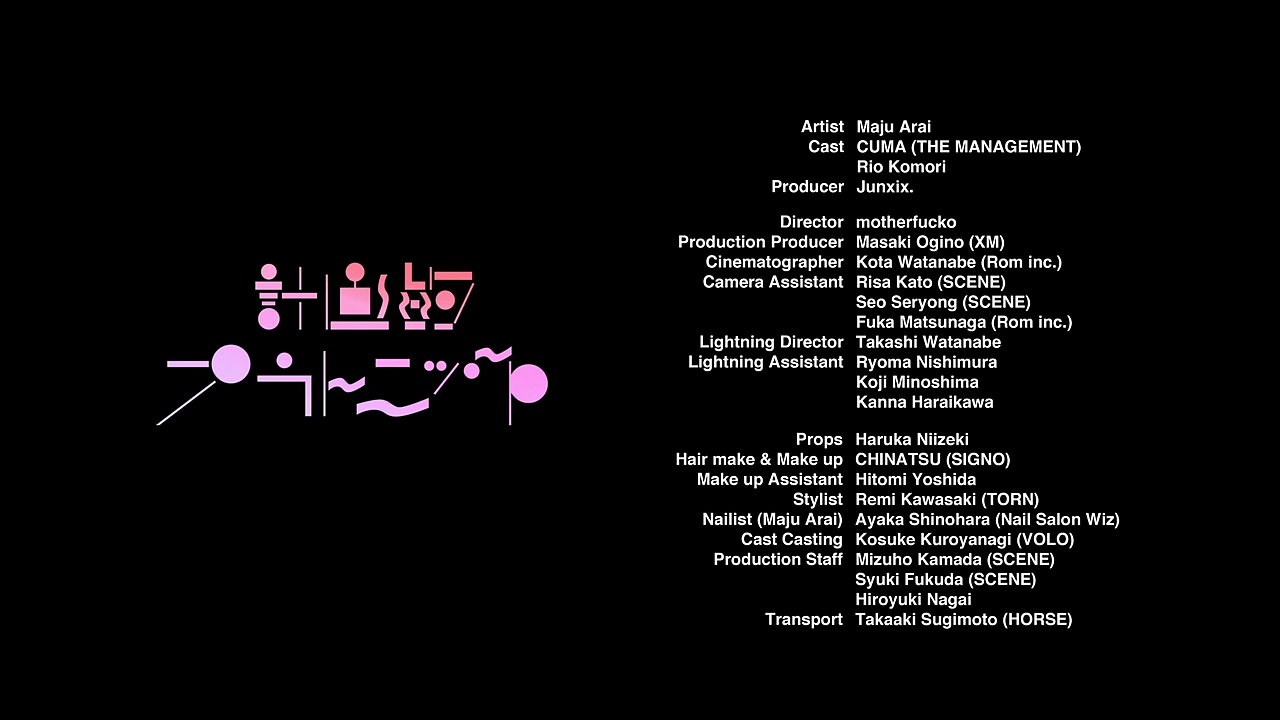 Artist Maju Arai
Cast CUMA (THE MANAGEMENT)
Rio Komori
Producer Junxix.
Director motherfucko
Production Producer Masaki Ogino (XM)
Cinematographer Kota Watanabe (Rom inc.)
Camera Assistant Risa Kato (SCENE)
Seo Seryong (SCENE)
Fuka Matsunaga (Rom inc.)
Lightning Director Takashi Watanabe
Lightning Assistant Ryoma Nishimura
Koji Minoshima
Kanna Haraikawa
Props Haruka Niizeki
Hair make & Make up CHINATSU (SIGNO)
Make up Assistant Hitomi Yoshida
Stylist Remi Kawasaki (TORN)
Nailist (Maju Arai) Ayaka Shinohara (Nail Salon Wiz)
Cast Casting Kosuke Kuroyanagi (VOLO)
Production Staff Mizuho Kamada (SCENE)
Syuki Fukuda (SCENE)
Hiroyuki Nagai
Transport Takaaki Sugimoto (HORSE)